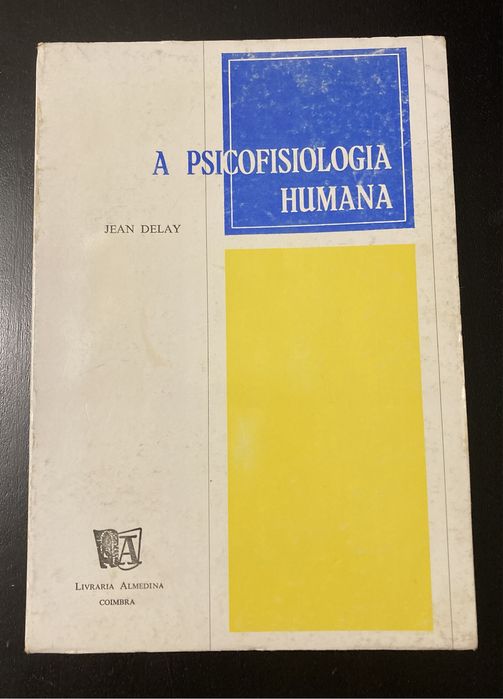 A PSICOFISIOLOGIA
HUMANA
JEAN DELAY
A
LIVRARIA ALMEDINA
COIMBRA